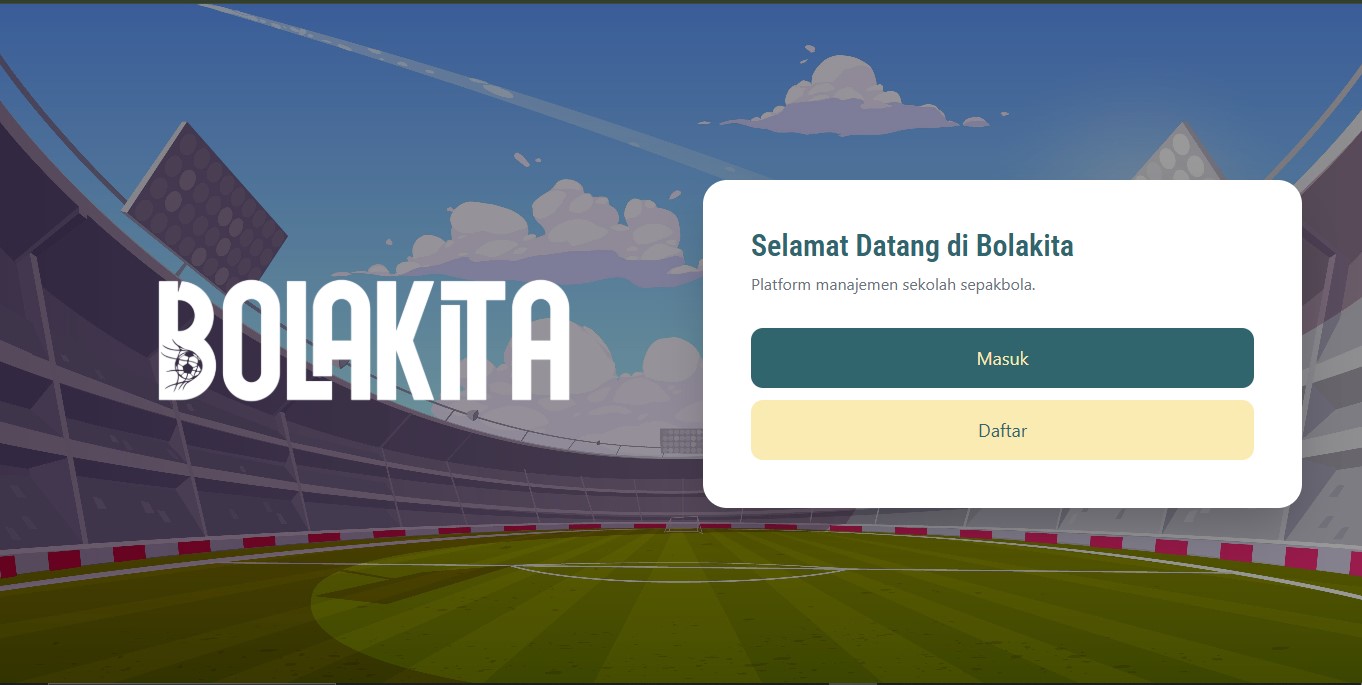 BOLAKITA
Selamat Datang di Bolakita
Platform manajemen sekolah sepakbola.
Masuk
Daftar